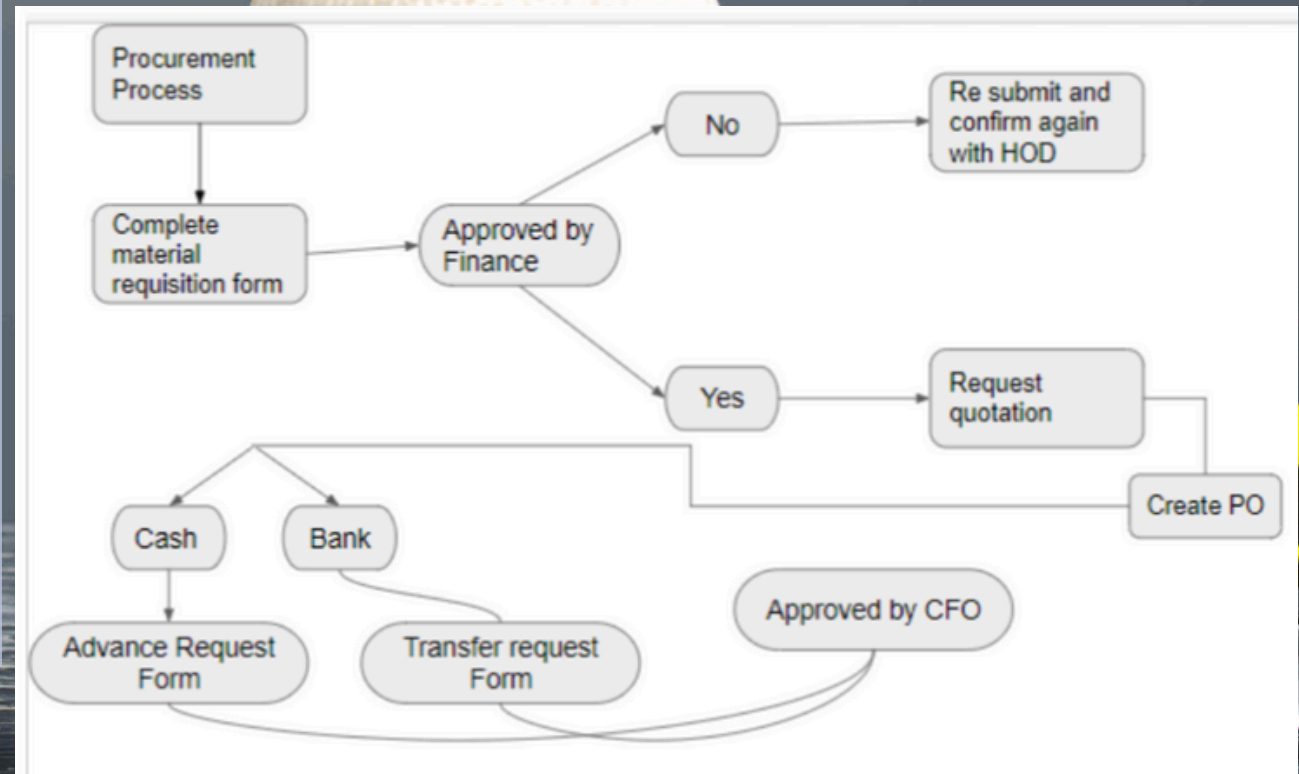 Procurement
Process
Complete
material
requisition form
Approved by
Finance
No
Re submit and
confirm again
with HOD
Yes
Request
quotation
Create PO
Cash
Bank
Advance Request
Form
Transfer request
Form
Approved by CFO